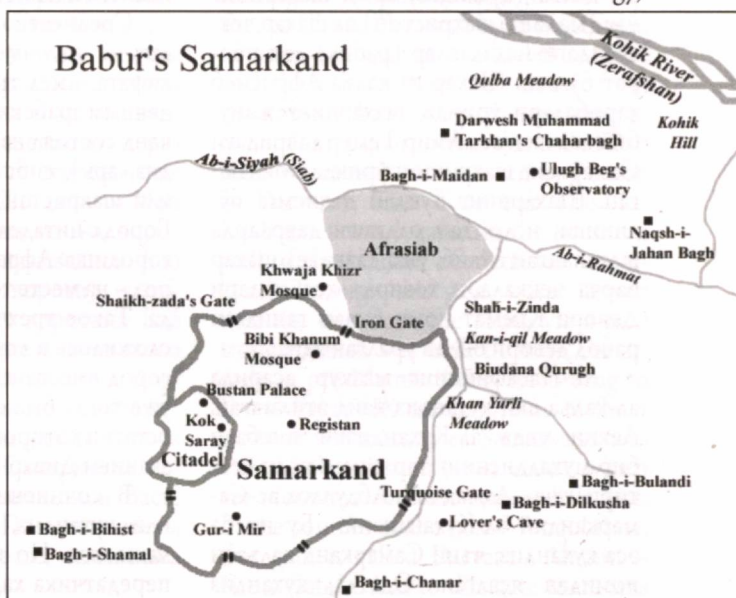 Babur's Samarkand
Kohik River
(Zerafshan)
Qulba Meadow
Kohik
Hill
Darwesh Muhammad
Tarkhan's Chaharbagh
Ab-i-Siyah (Siab)
Bagh-i-Maidan
Ulugh Beg's
Observatory
Afrasiab
Naqsh-i-
Jahan Bagh
Ab-i-Rahmat
Khwaja Khizr
Mosque
Shaikh-zada's Gate
Iron Gate
Shah-i-Zinda
Kan-i-gil Meadow
Bibi Khanum
Mosque
Biudana Qurugh
Bustan Palace
Khan Yurti
Meadow
Kok
Saray
Registan
Citadel
Samarkand
Bagh-i-Bulandi
Turquoise Gate
Bagh-i-Dilkusha
Lover's Cave
Gur-i Mir
Bagh-i-Bihist
Bagh-i-Shamal
Bagh-i-Chanar